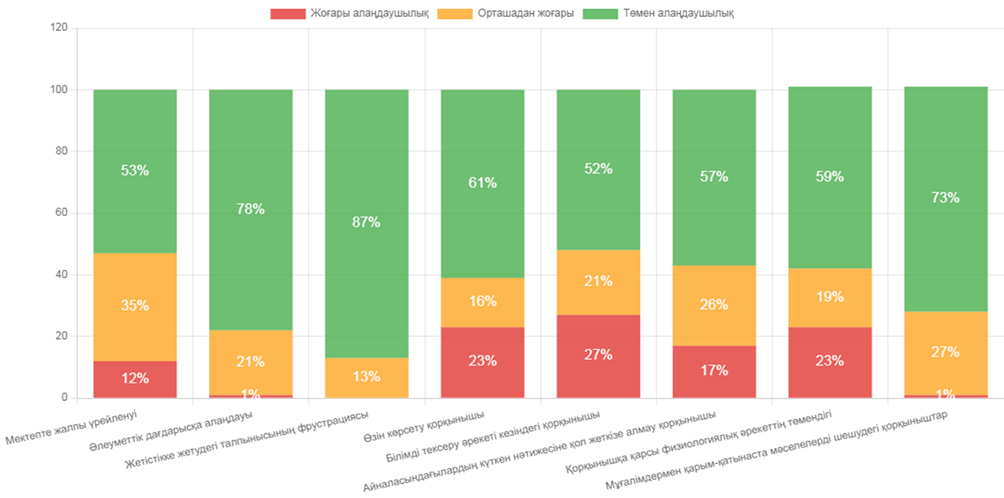 Жоғары алаңдаушылық Орташадан жоғары Төмен алаңдаушылық
120
100
80
60
40
20
0
53% 78% 87% 61% 52% 57% 59% 73%
35% 21% 13% 16% 21% 26% 19% 27%
12% 1% 23% 27% 17% 23% 1%
Мектепте жалпы үрейленуі
Әлеуметтік дағдарысқа алаңдауы
Жетістікке жетудегі талпынысының фрустрациясы
Өзін көрсету қорқынышы
Білімді тексеру әрекеті кезіндегі қорқынышы
Айналасындағылардың күткен нәтижесіне қол жеткізе алмау қорқынышы
Қорқынышқа қарсы физиологиялық әрекеттің төмендігі
Мұғалімдермен қарым-қатынаста мәселелерді шешудегі қорқыныштар